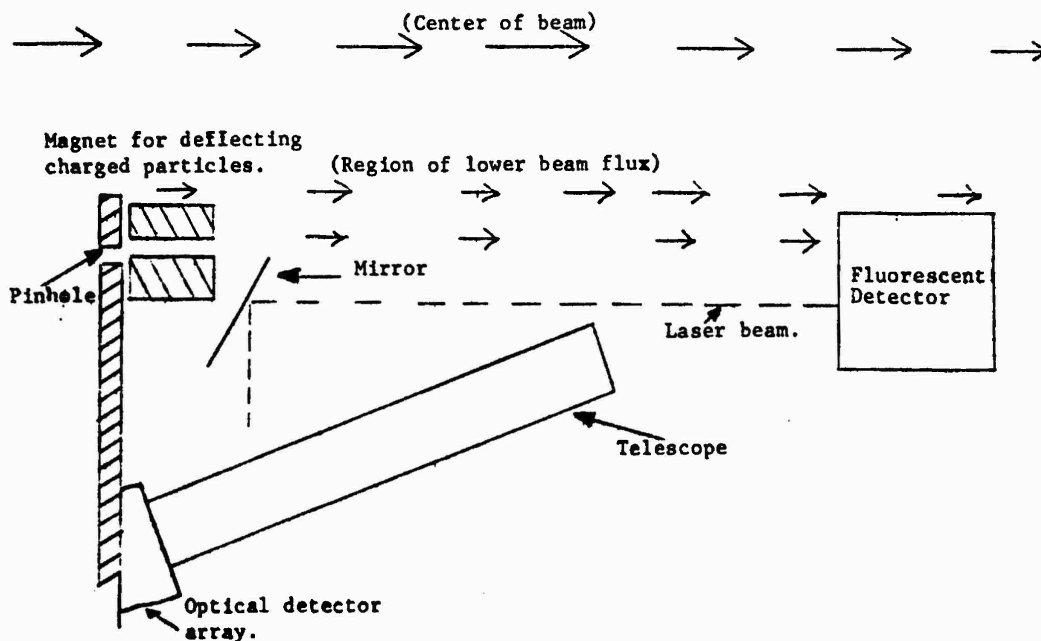 (Center of beam)
Magnet for deflecting
charged particles.
(Region of lower beam flux)
Mirror
Pinhole
Fluorescent
Detector
Laser beam.
Telescope
Optical detector
array.